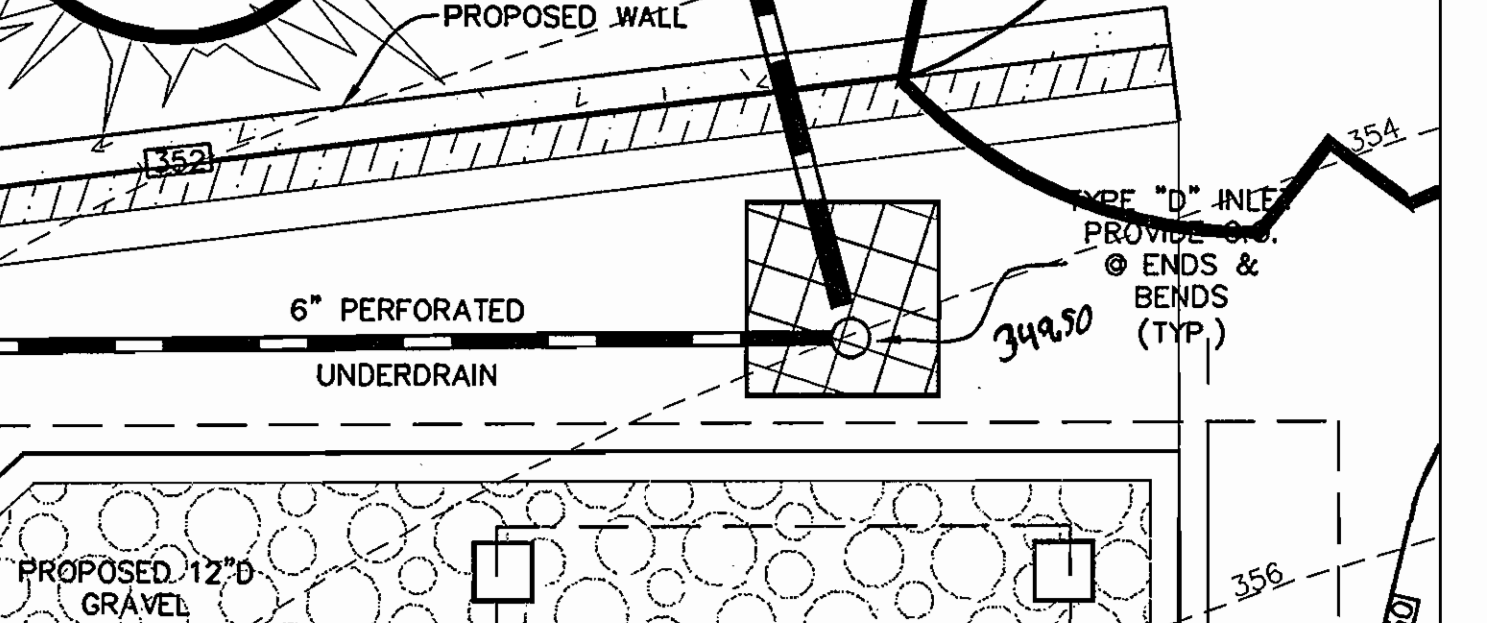 PROPOSED WALL
352
354
TYPE "D" INLET
PROVIDE C.O.
@ ENDS &
BENDS
(TYP.)
6" PERFORATED
UNDERDRAIN
349.50
PROPOSED 12"D
GRAVEL
356